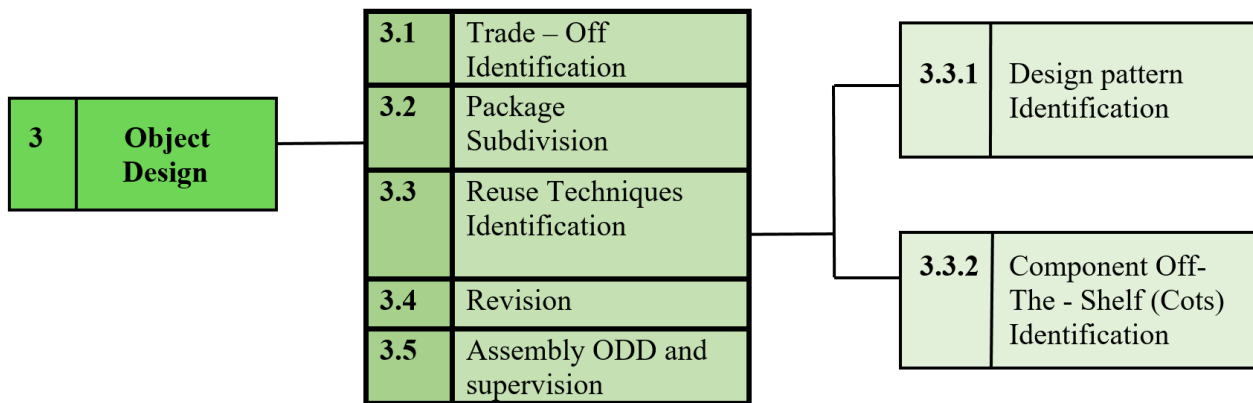 3
Object
Design
3.1
Trade – Off
Identification
3.2
Package
Subdivision
3.3
Reuse Techniques
Identification
3.4
Revision
3.5
Assembly ODD and
supervision
3.3.1
Design pattern
Identification
3.3.2
Component Off-
The - Shelf (Cots)
Identification